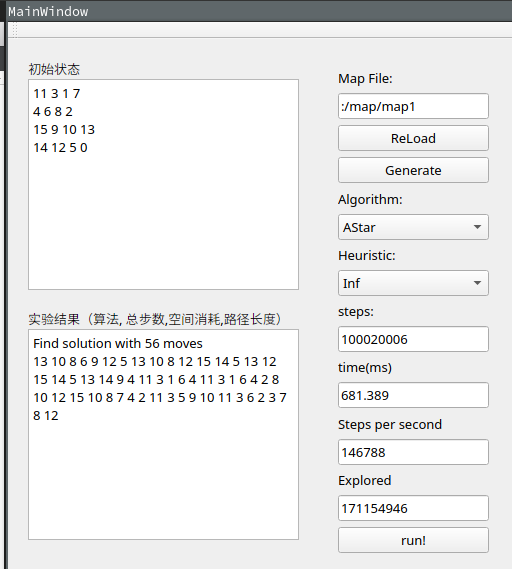 MainWindow
初始状态
11 3 1 7
4 6 8 2
15 9 10 13
14 12 5 0
实验结果（算法, 总步数,空间消耗,路径长度）
Find solution with 56 moves
13 10 8 6 9 12 5 13 10 8 12 15 14 5 13 12
15 14 5 13 14 9 4 11 3 1 6 4 11 3 1 6 4 2 8
10 12 15 10 8 7 4 2 11 3 5 9 10 11 3 6 2 3 7
8 12
Map File:
:/map/map1
ReLoad
Generate
Algorithm:
AStar
Heuristic:
Inf
steps:
100020006
time(ms)
681.389
Steps per second
146788
Explored
171154946
run!